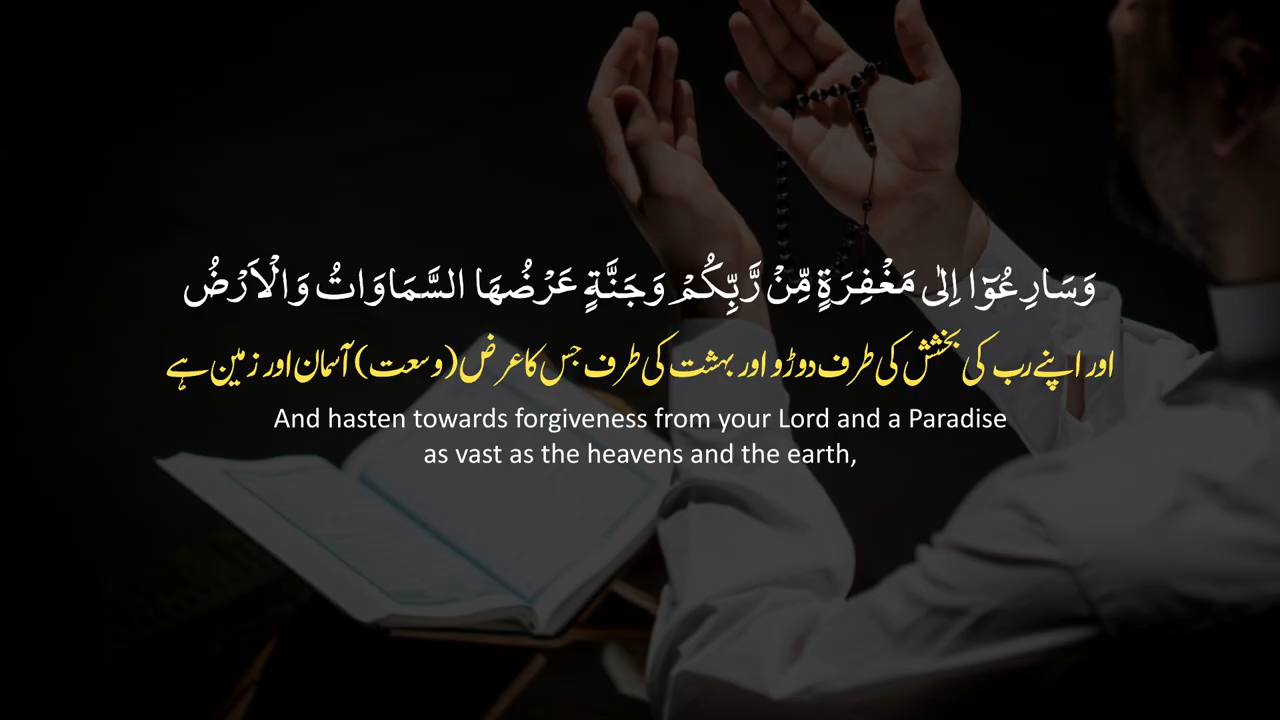 وَسَارِعُوْٓا اِلٰى مَغْفِرَةٍ مِّنْ رَّبِّكُمْ وَجَنَّةٍ عَرْضُهَا السَّمَاوَاتُ وَالْاَرْضُ
اور اپنے رب کی بخشش کی طرف دوڑو اور بہشت کی طرف جس کا عرض (وسعت) آسمان اور زمین ہے
And hasten towards forgiveness from your Lord and a Paradise
as vast as the heavens and the earth,